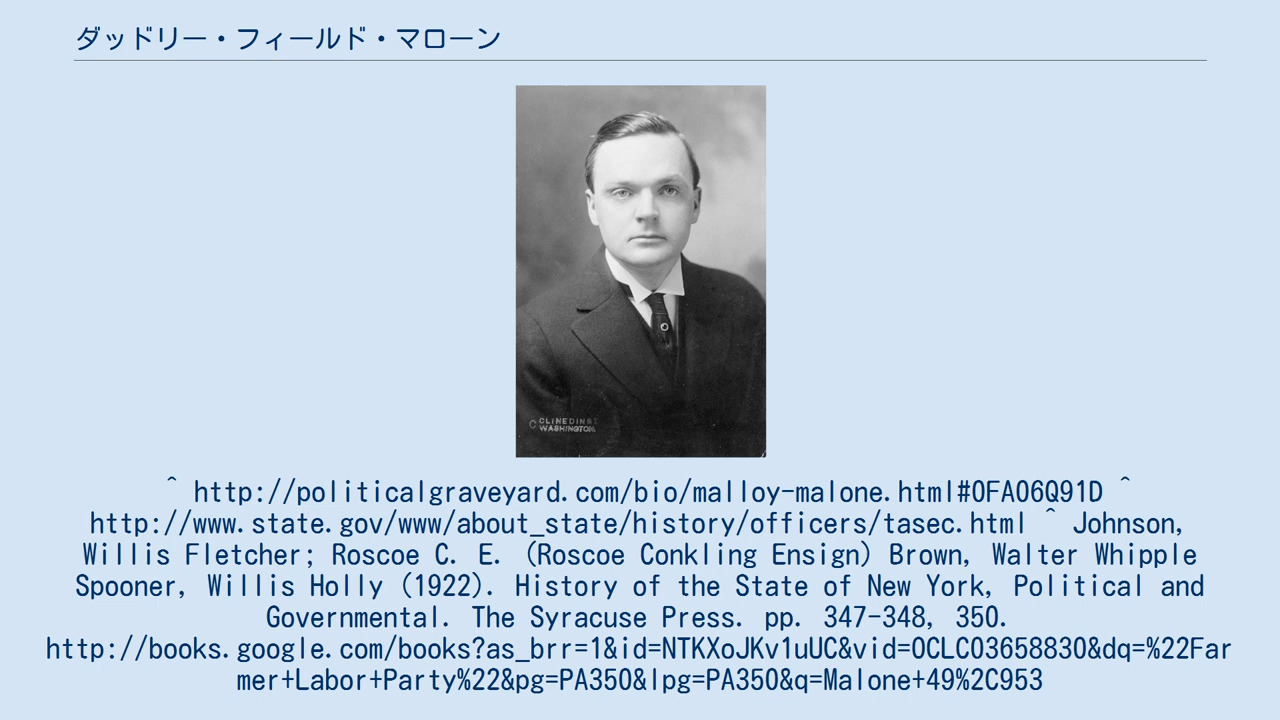 ダッドリー・フィールド・マローン
C CLINEDINST
WASHINGTON.
^ http://politicalgraveyard.com/bio/malloy-malone.html#0FA06Q91D ^
http://www.state.gov/www/about_state/history/officers/tasec.html ^ Johnson,
Willis Fletcher; Roscoe C. E. (Roscoe Conkling Ensign) Brown, Walter Whipple
Spooner, Willis Holly (1922). History of the State of New York, Political and
Governmental. The Syracuse Press. pp. 347-348, 350.
http://books.google.com/books?as_brr=1&id=NTKXoJKv1uUC&vid=OCLC03658830&dq=%22Far
mer+Labor+Party%22&pg=PA350&lpg=PA350&q=Malone+49%2C953